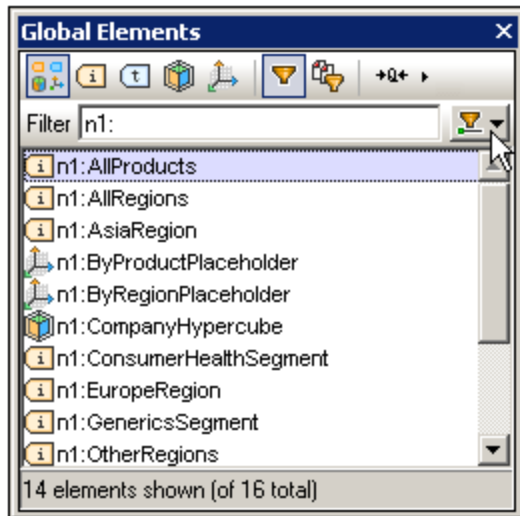 Global Elements
i t →Q←
Filter n1:
i n1:AllProducts
i n1:AllRegions
i n1:AsiaRegion
n1:ByProductPlaceholder
n1:ByRegionPlaceholder
n1:CompanyHypercube
i n1:ConsumerHealthSegment
i n1:EuropeRegion
i n1:GenericsSegment
i n1:OtherRegions
14 elements shown (of 16 total)